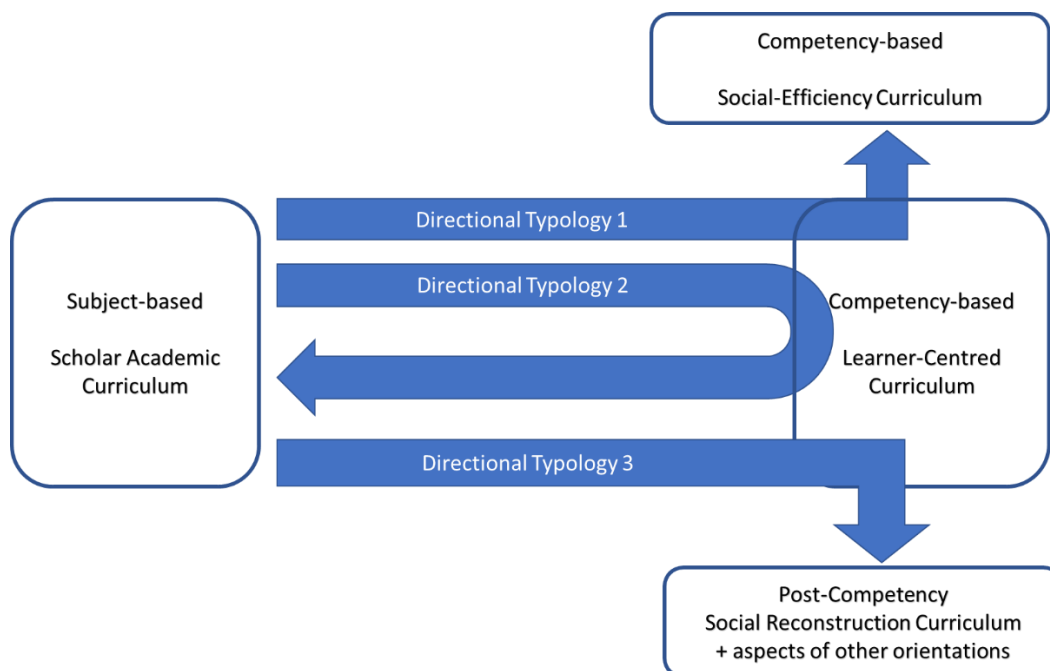 Competency-based
Social-Efficiency Curriculum
Directional Typology 1
Directional Typology 2
Subject-based
Scholar Academic
Curriculum
Competency-based
Learner-Centred
Curriculum
Directional Typology 3
Post-Competency
Social Reconstruction Curriculum
+ aspects of other orientations